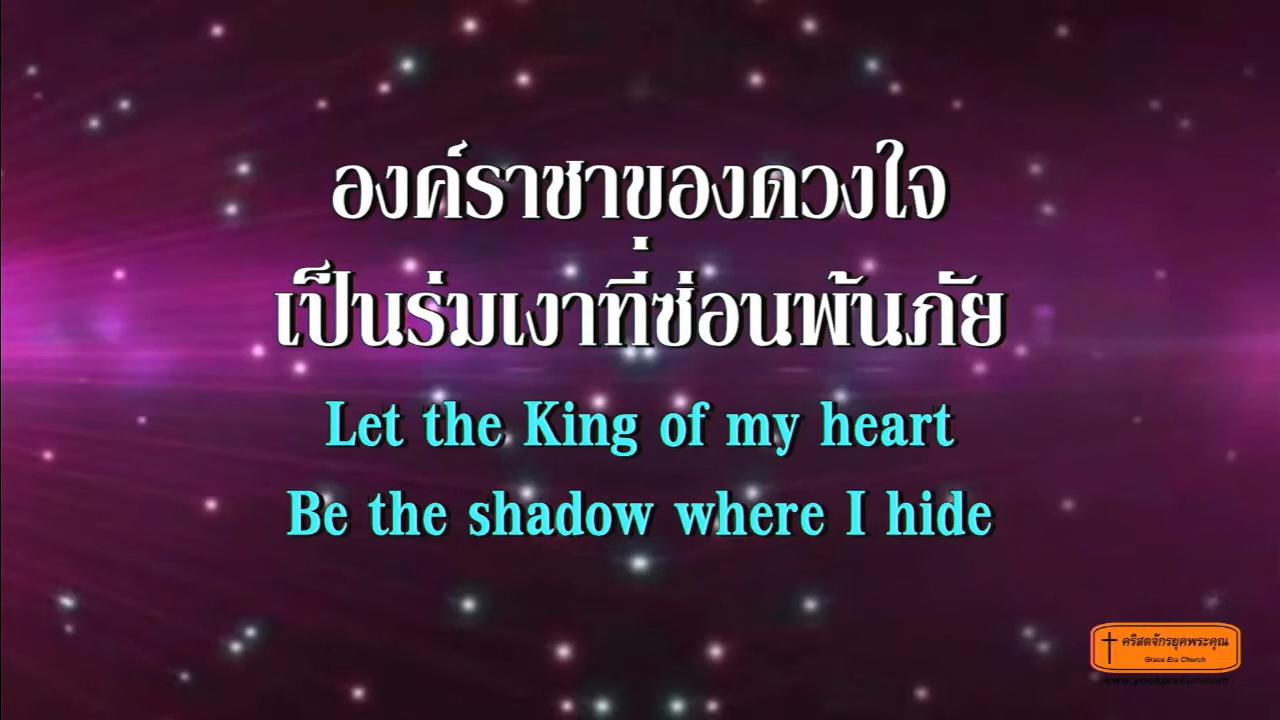 องค์ราชาของดวงใจ
เป็นร่มเงาที่ซ่อนพ้นภัย
Let the King of my heart
Be the shadow where I hide
คริสตจักรยุคพระคุณ
Grace Era Church